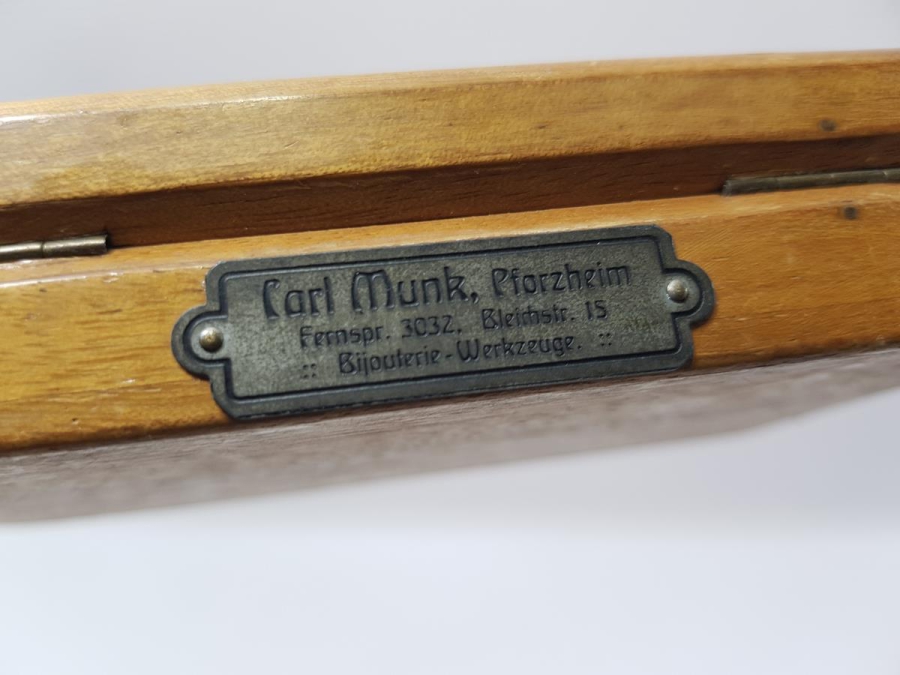 Carl Munk, Pforzheim
Fernspr. 3032, Bleichstr. 15
:: Bijouterie-Werkzeuge. ::